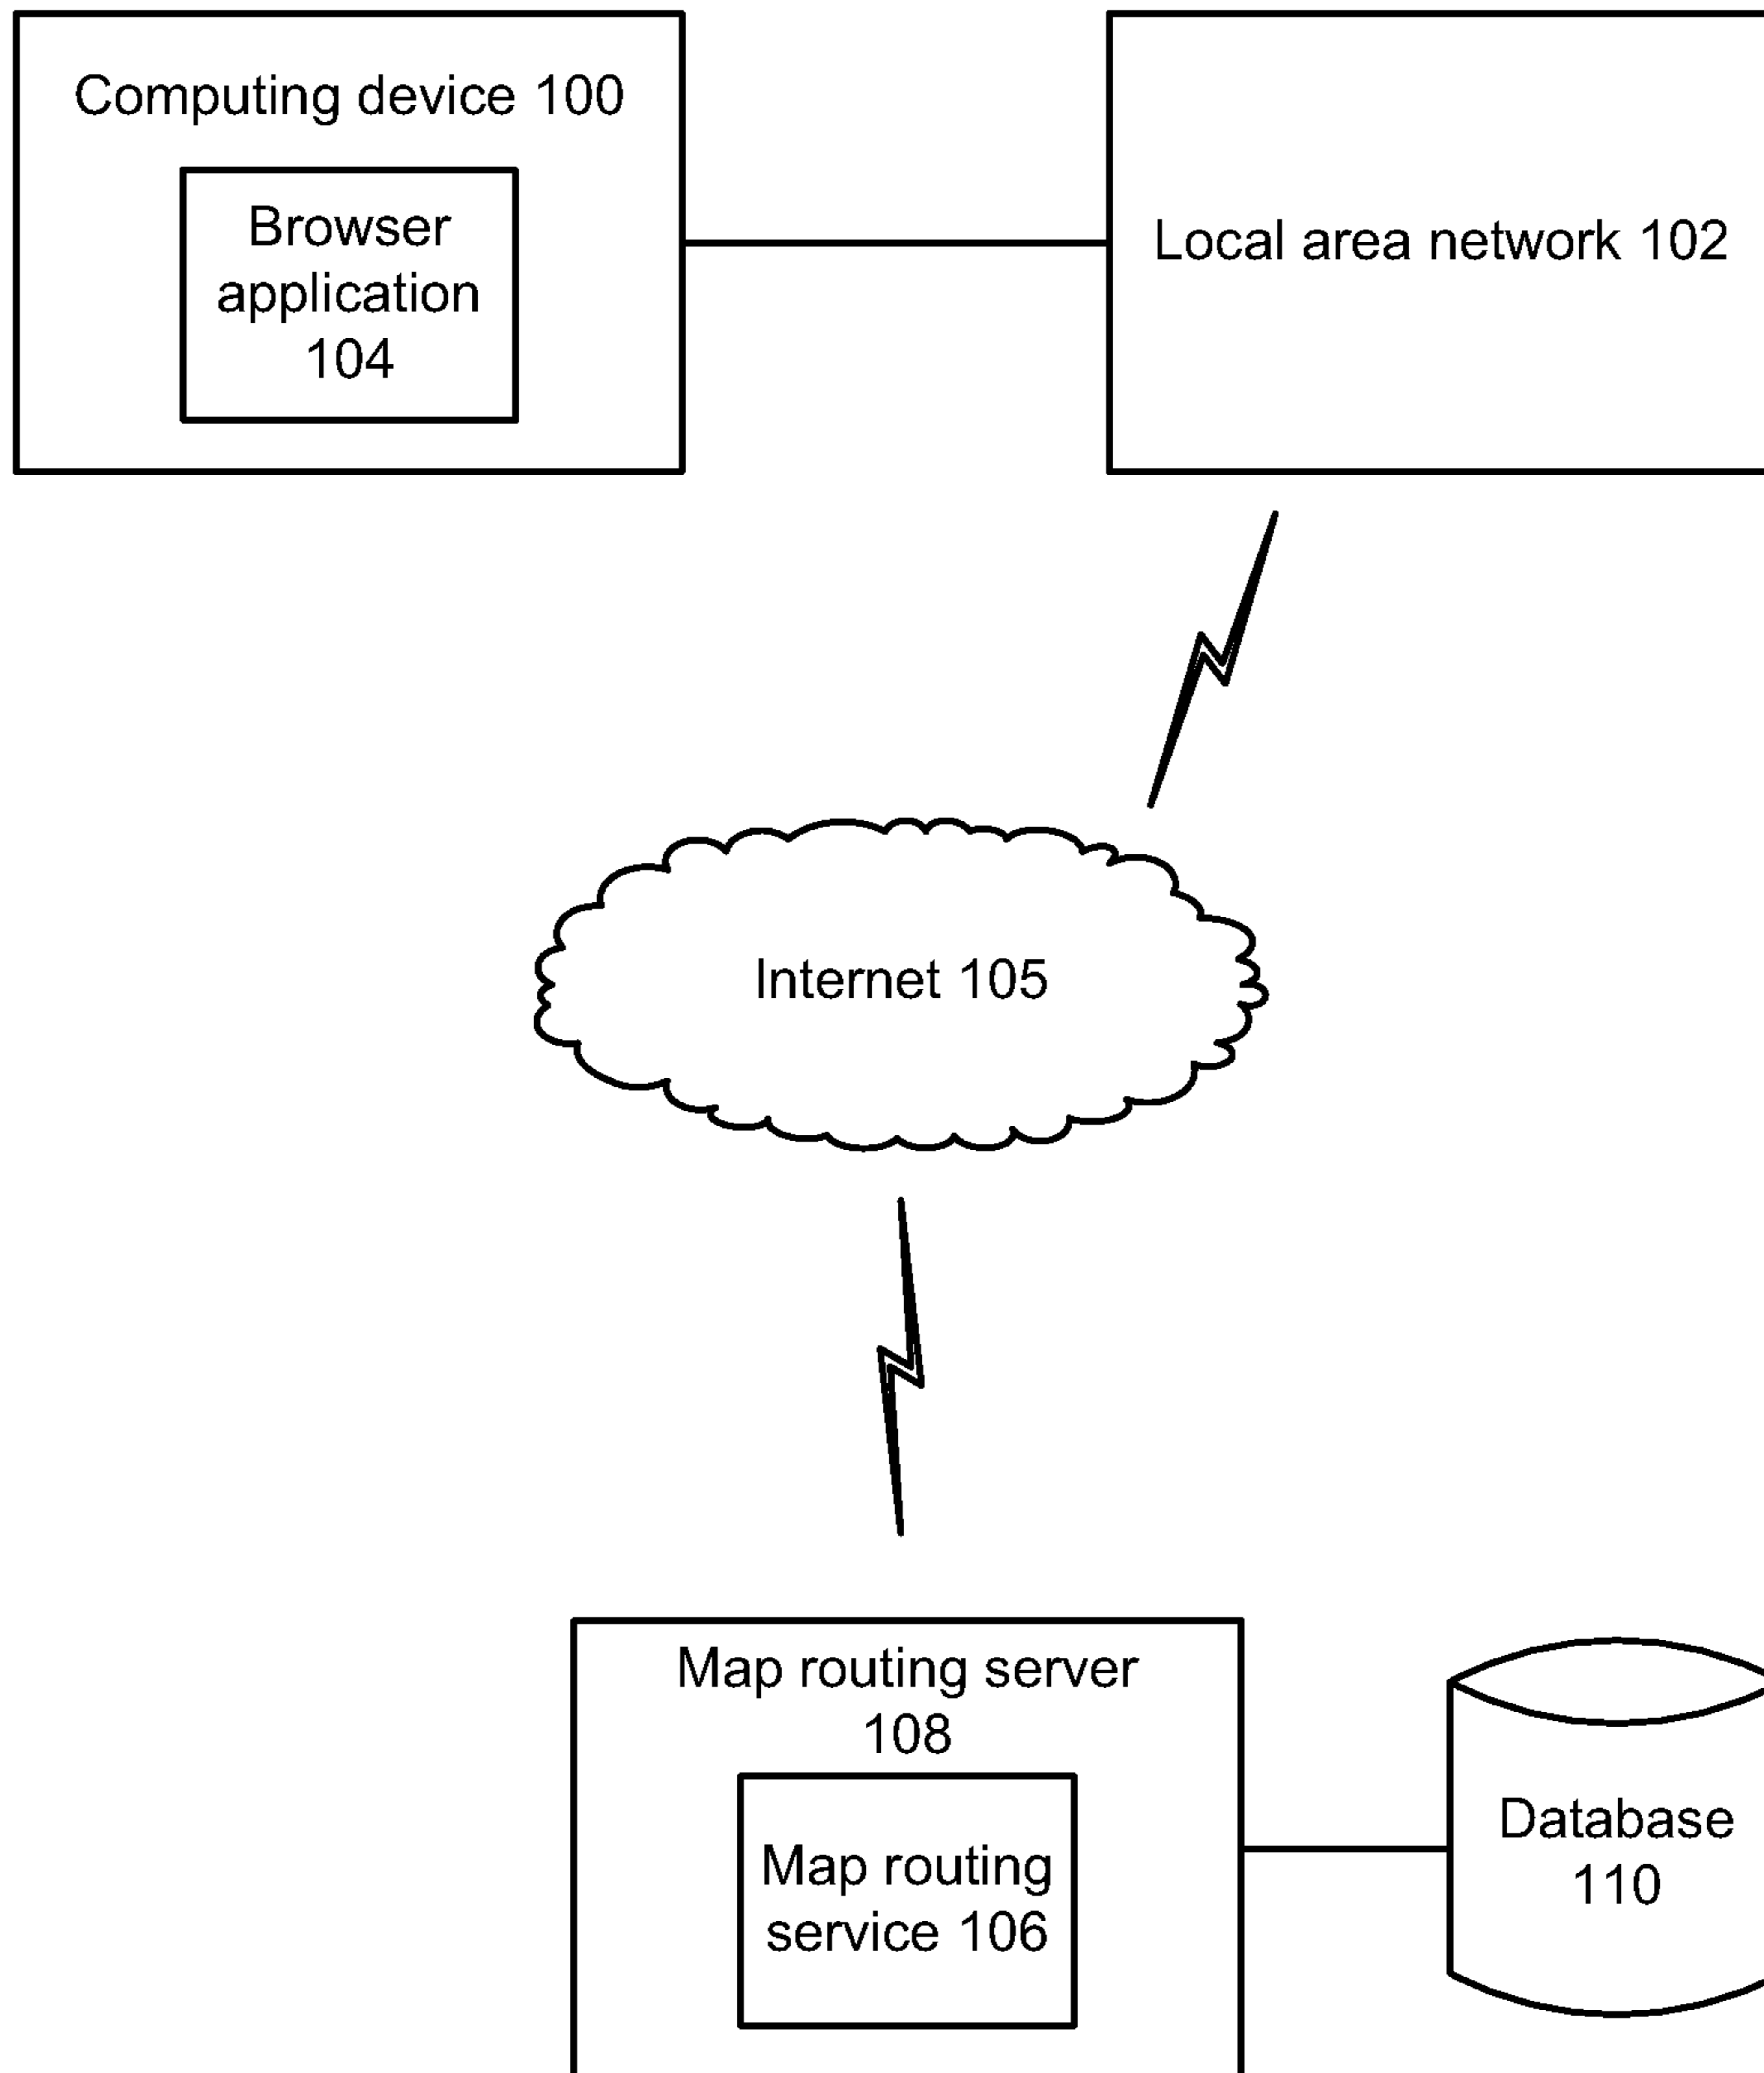 Computing device 100
Browser
application
104
Local area network 102
Internet 105
Map routing server
108
Map routing
service 106
Database
110